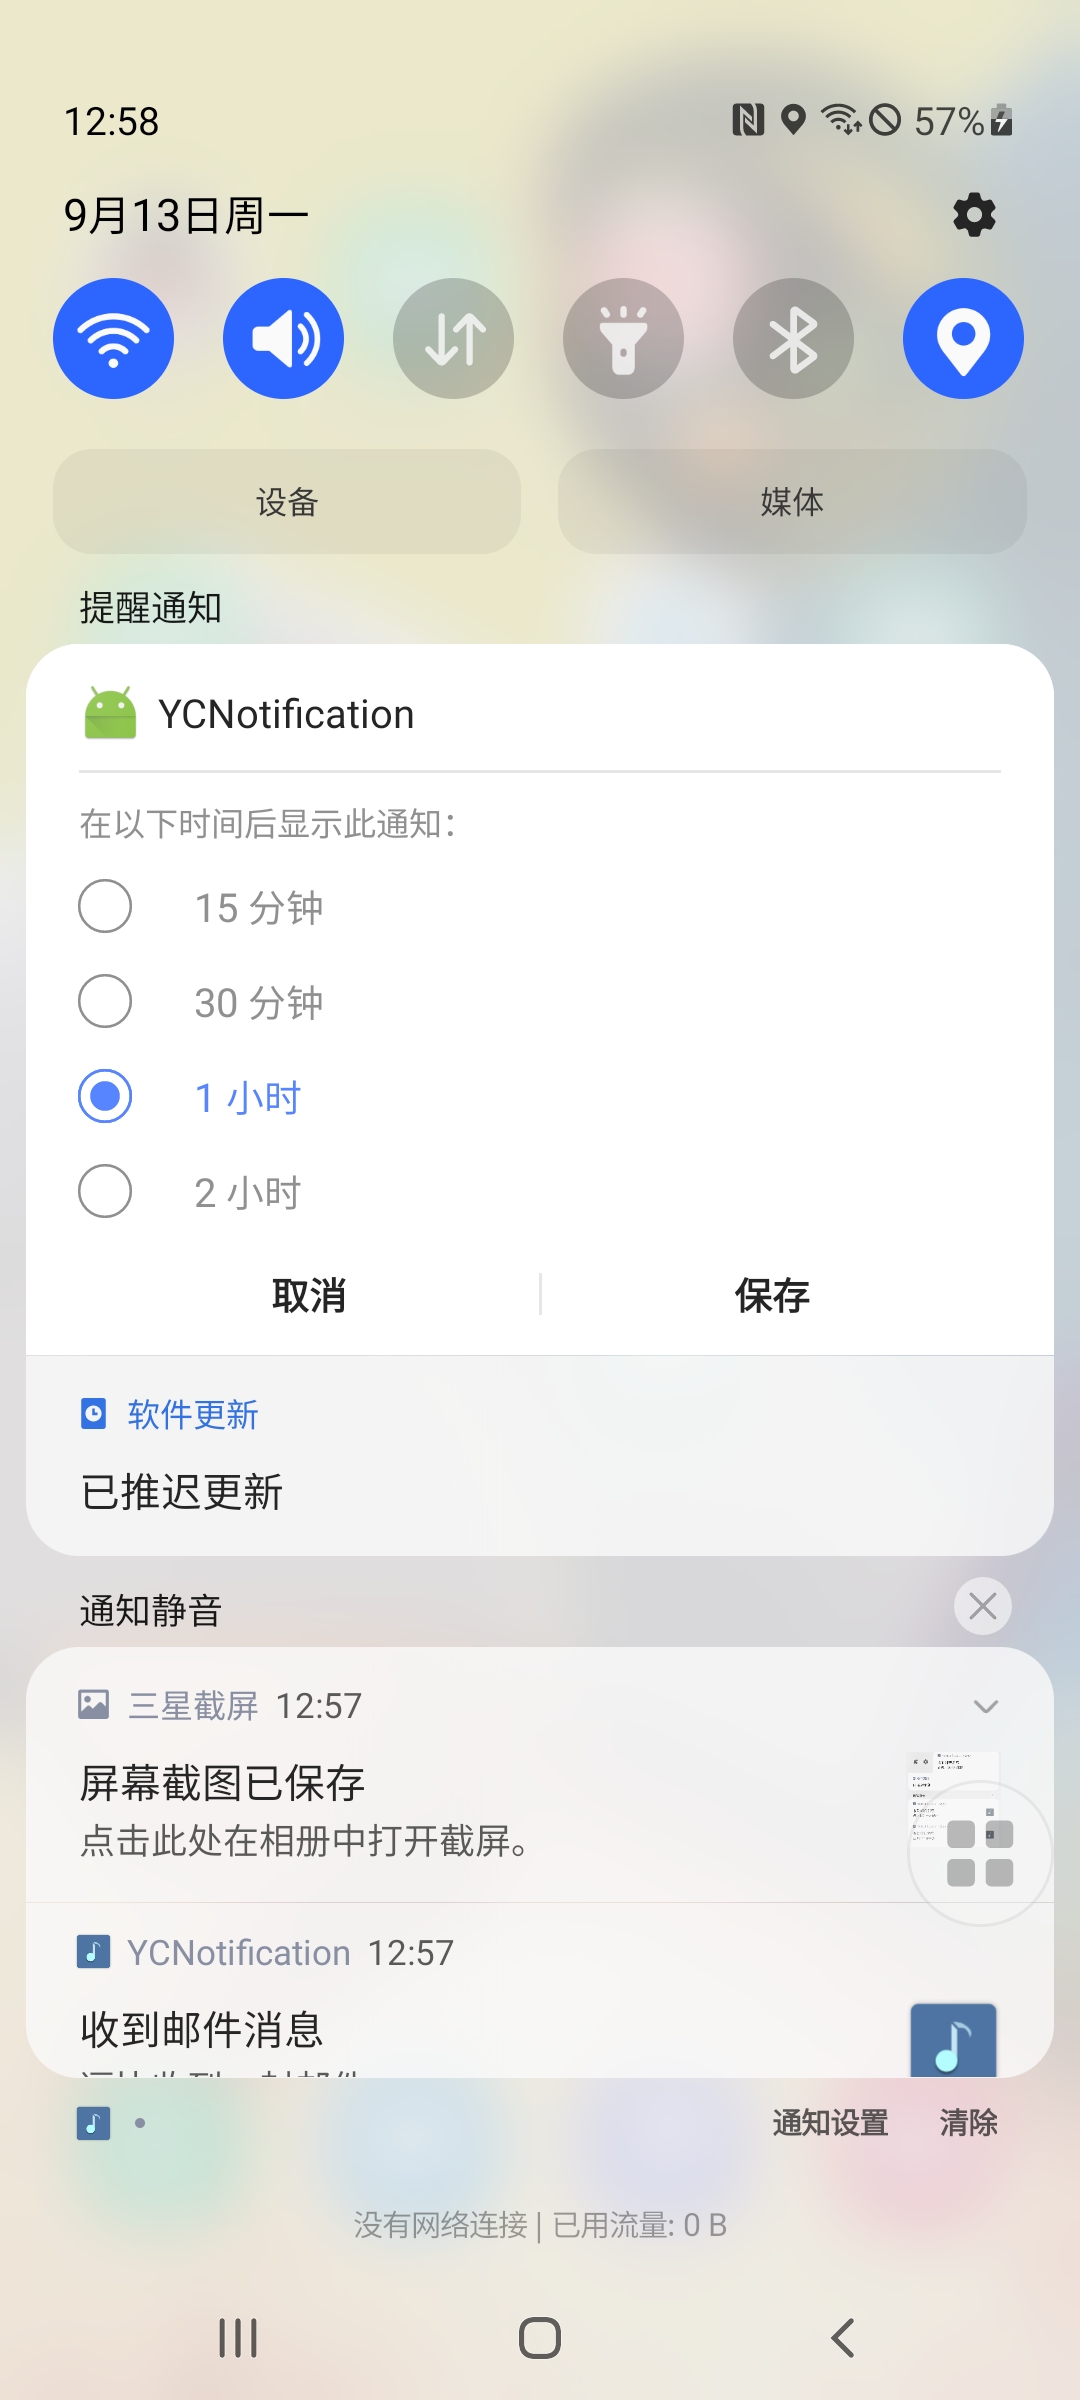 12:58
57%
9月13日周一
设备
媒体
提醒通知
YCNotification
在以下时间后显示此通知：
15 分钟
30 分钟
1 小时
2 小时
取消
保存
软件更新
已推迟更新
通知静音
三星截屏 12:57
屏幕截图已保存
点击此处在相册中打开截屏。
YCNotification 12:57
收到邮件消息
通知设置
清除
没有网络连接 | 已用流量: 0 B